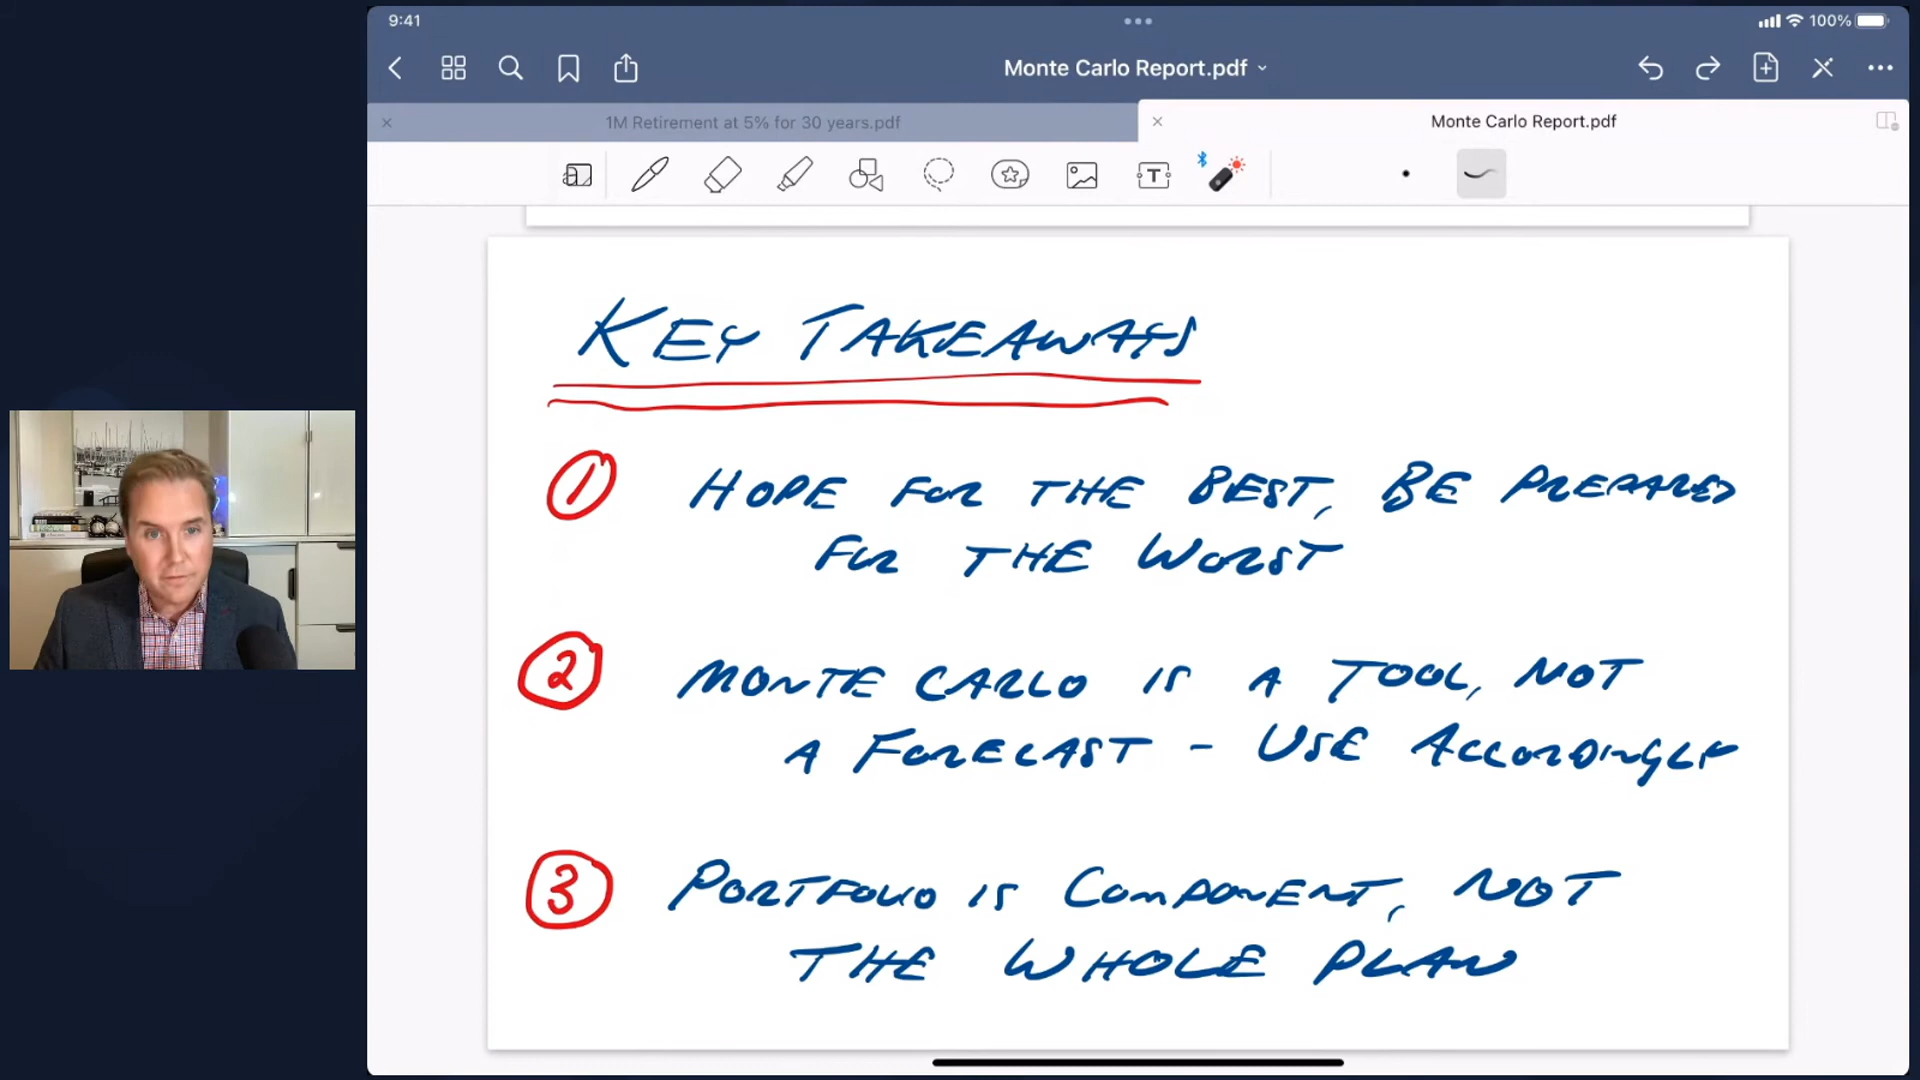 9:41
100%
Monte Carlo Report.pdf
1M Retirement at 5% for 30 years.pdf
Monte Carlo Report.pdf
KEY TAKEAWAYS
1 HOPE FOR THE BEST, BE PREPARED
FOR THE WORST
2 MONTE CARLO IS A TOOL, NOT
A FORECAST - USE ACCORDINGLY
3 PORTFOLIO IS COMPONENT, NOT
THE WHOLE PLAN